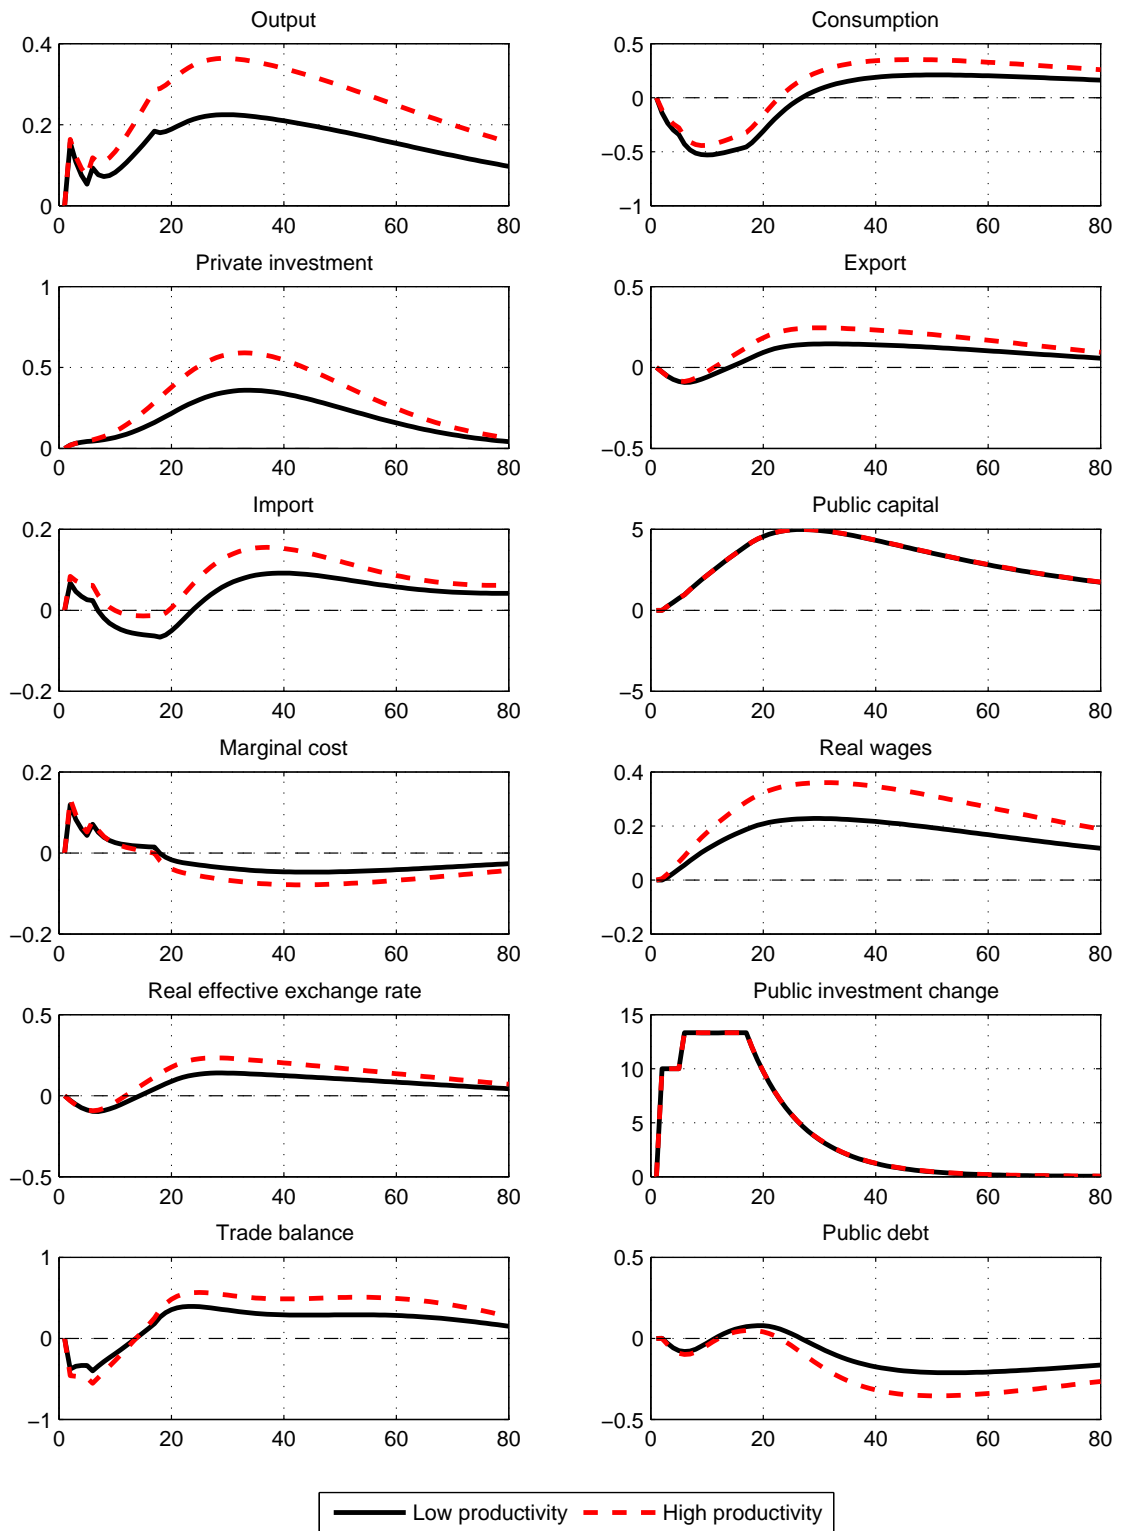 Output
0.4
0.2
0
0 20 40 60 80
Consumption
0.5
0
−0.5
−1
0 20 40 60 80
Private investment
1
0.5
0
0 20 40 60 80
Export
0.5
0
−0.5
0 20 40 60 80
Import
0.2
0
−0.2
0 20 40 60 80
Public capital
5
0
−5
0 20 40 60 80
Marginal cost
0.2
0
−0.2
0 20 40 60 80
Real wages
0.4
0.2
0
−0.2
0 20 40 60 80
Real effective exchange rate
0.5
0
−0.5
0 20 40 60 80
Public investment change
15
10
5
0
0 20 40 60 80
Trade balance
1
0
−1
0 20 40 60 80
Public debt
0.5
0
−0.5
0 20 40 60 80
Low productivity High productivity